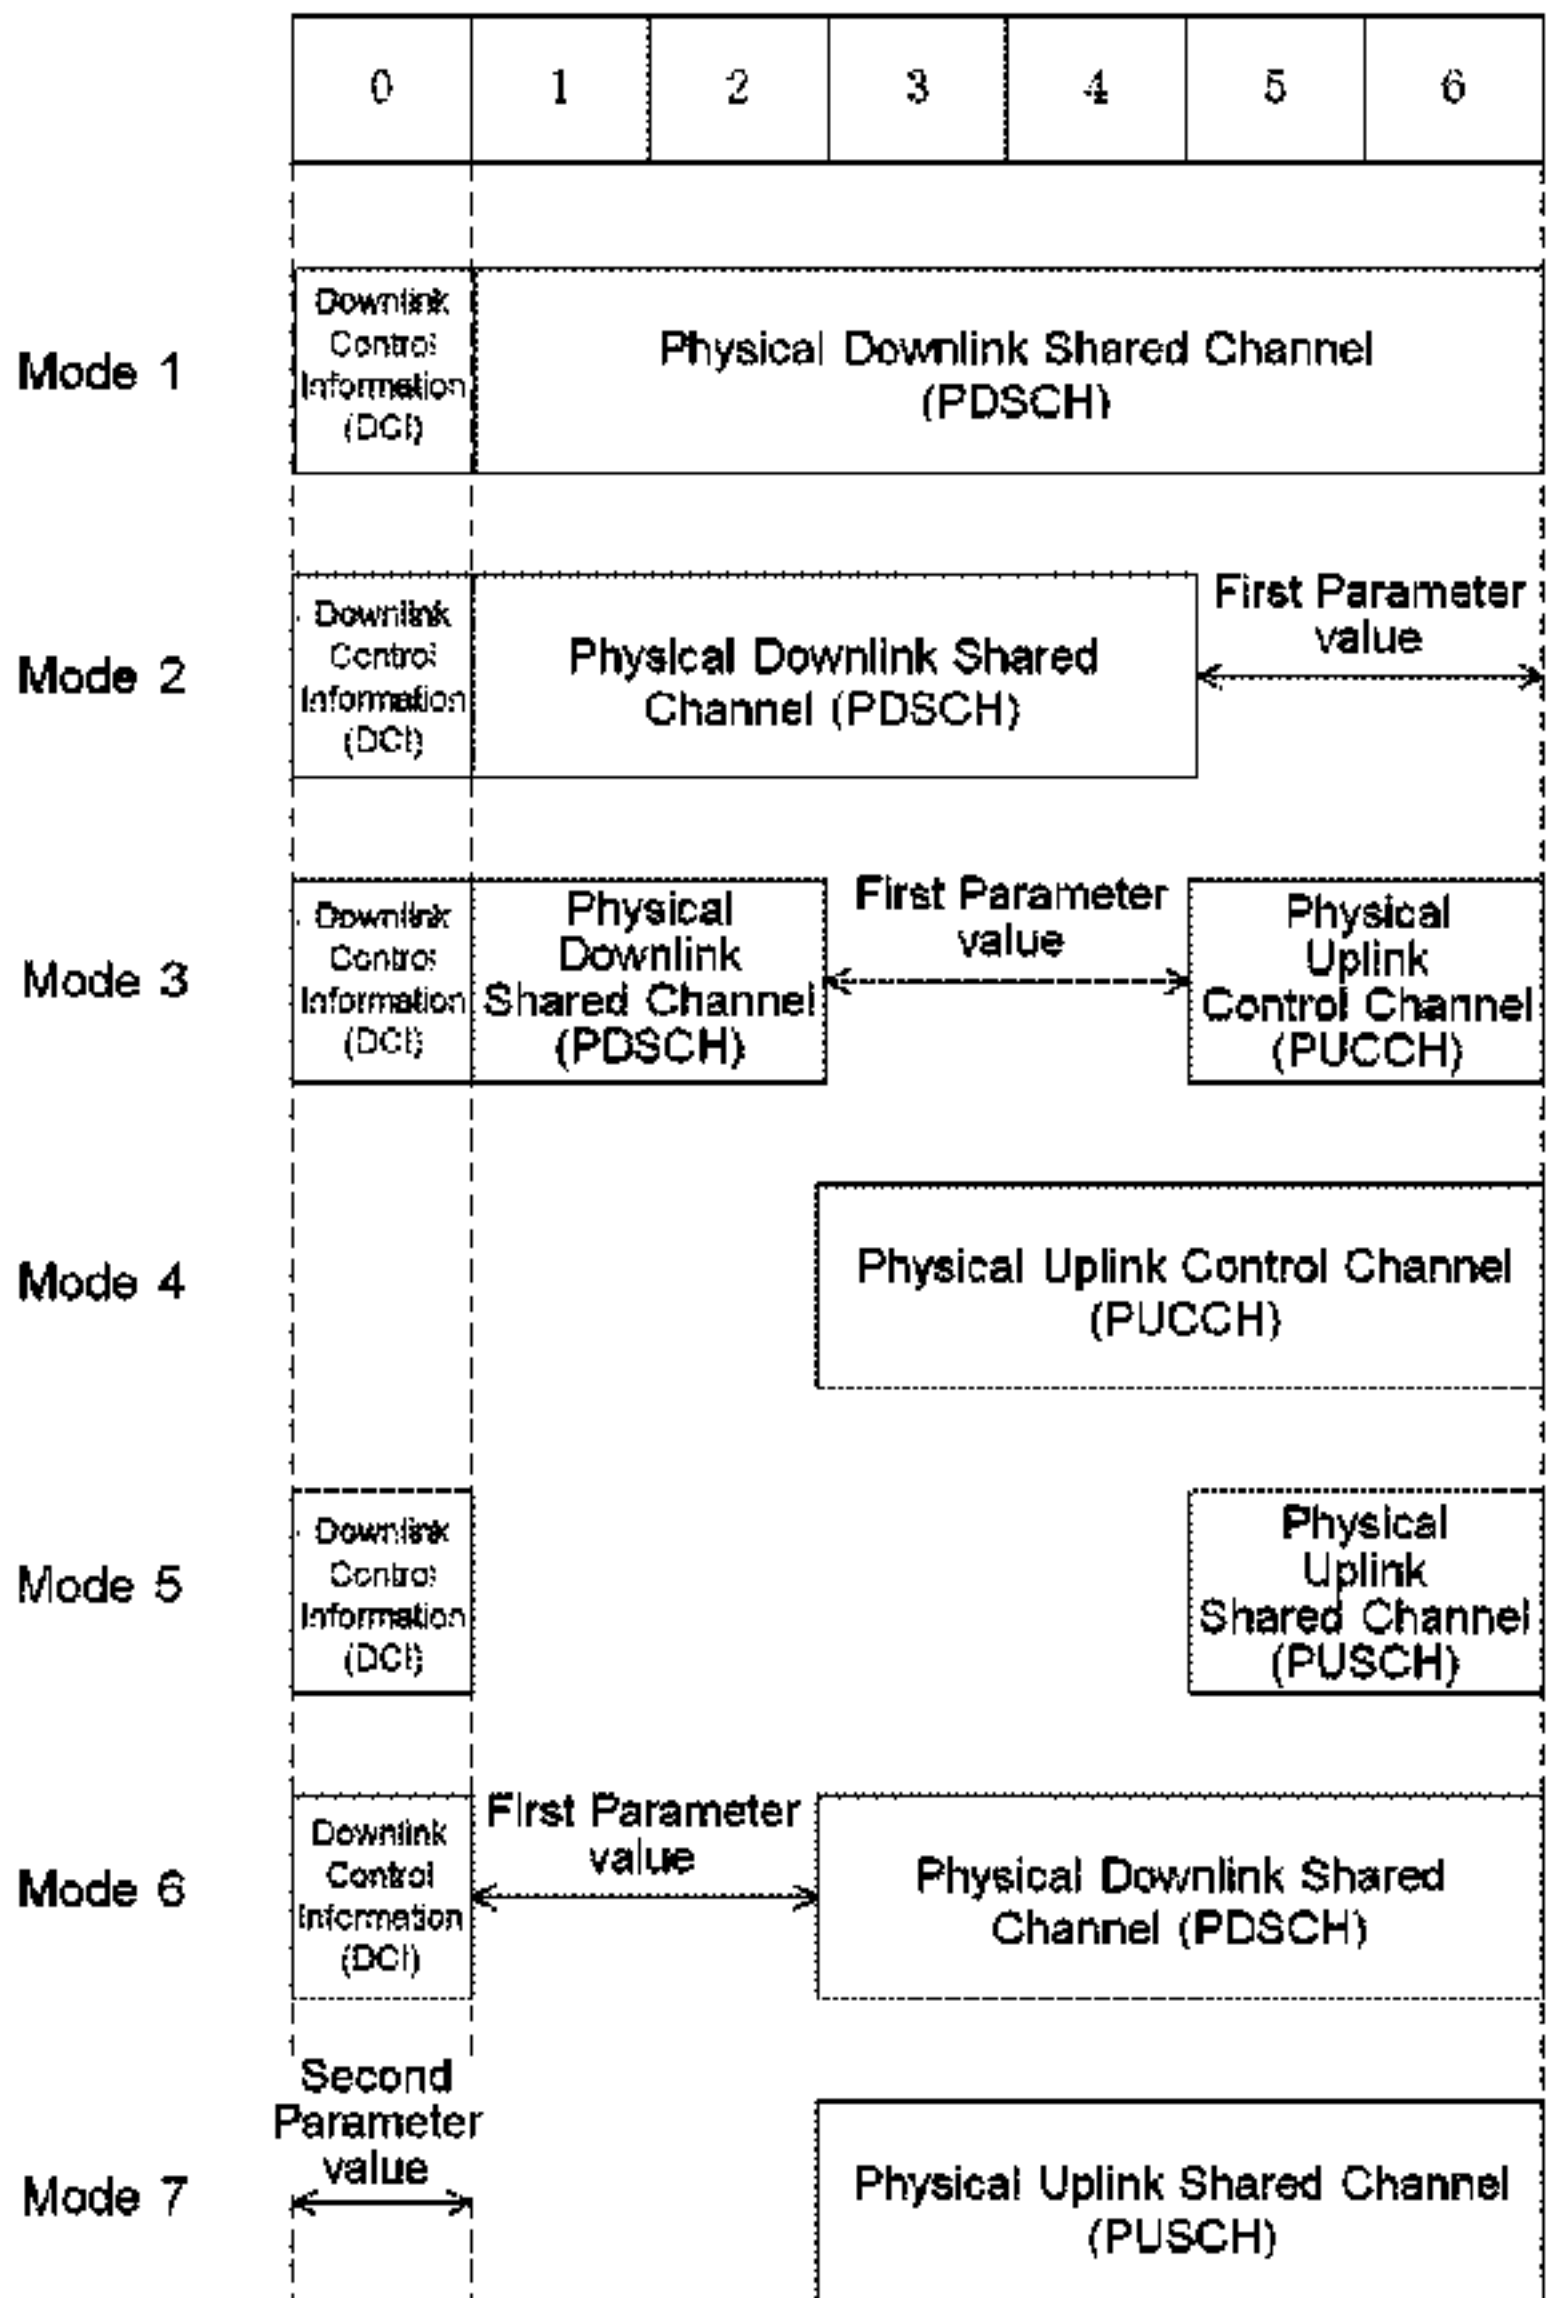 0 1 2 3 4 5 6
Mode 1
Downlink
Control
Information
(DCI)
Physical Downlink Shared Channel
(PDSCH)
Mode 2
Downlink
Control
Information
(DCI)
Physical Downlink Shared
Channel (PDSCH)
First Parameter
value
Mode 3
Downlink
Control
Information
(DCI)
Physical
Downlink
Shared Channel
(PDSCH)
First Parameter
value
Physical
Uplink
Control Channel
(PUCCH)
Mode 4
Physical Uplink Control Channel
(PUCCH)
Mode 5
Downlink
Control
Information
(DCI)
Physical
Uplink
Shared Channel
(PUSCH)
Mode 6
Downlink
Control
Information
(DCI)
First Parameter
value
Physical Downlink Shared
Channel (PDSCH)
Mode 7
Second
Parameter
value
Physical Uplink Shared Channel
(PUSCH)